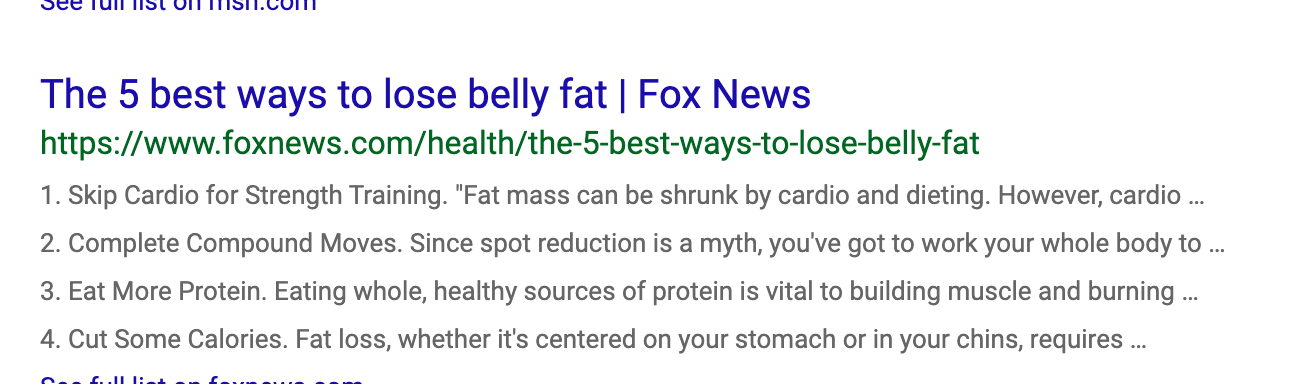 See full list on msn.com
The 5 best ways to lose belly fat | Fox News
https://www.foxnews.com/health/the-5-best-ways-to-lose-belly-fat
1. Skip Cardio for Strength Training. "Fat mass can be shrunk by cardio and dieting. However, cardio ...
2. Complete Compound Moves. Since spot reduction is a myth, you've got to work your whole body to ...
3. Eat More Protein. Eating whole, healthy sources of protein is vital to building muscle and burning ...
4. Cut Some Calories. Fat loss, whether it's centered on your stomach or in your chins, requires ...
See full list on foxnews.com